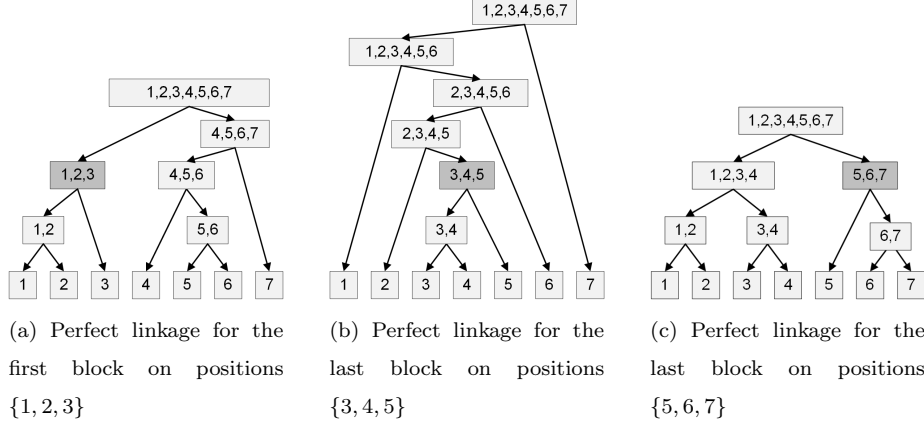 1,2,3,4,5,6,7
4,5,6,7
1,2,3
4,5,6
1,2
5,6
1 2 3 4 5 6 7
(a) Perfect linkage for the
first block on positions
{1, 2, 3}
1,2,3,4,5,6,7
1,2,3,4,5,6
2,3,4,5,6
2,3,4,5
3,4,5
3,4
1 2 3 4 5 6 7
(b) Perfect linkage for the
last block on positions
{3, 4, 5}
1,2,3,4,5,6,7
1,2,3,4 5,6,7
1,2 3,4 6,7
1 2 3 4 5 6 7
(c) Perfect linkage for the
last block on positions
{5, 6, 7}